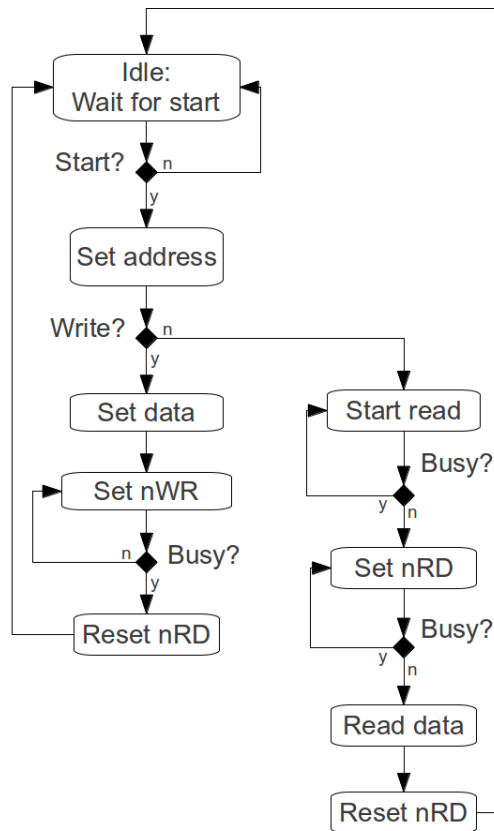 Idle:
Wait for start
Start?
n
y
Set address
Write?
n
y
Set data
Set nWR
n
Busy?
y
Reset nRD
Start read
Busy?
y
n
Set nRD
Busy?
y
n
Read data
Reset nRD